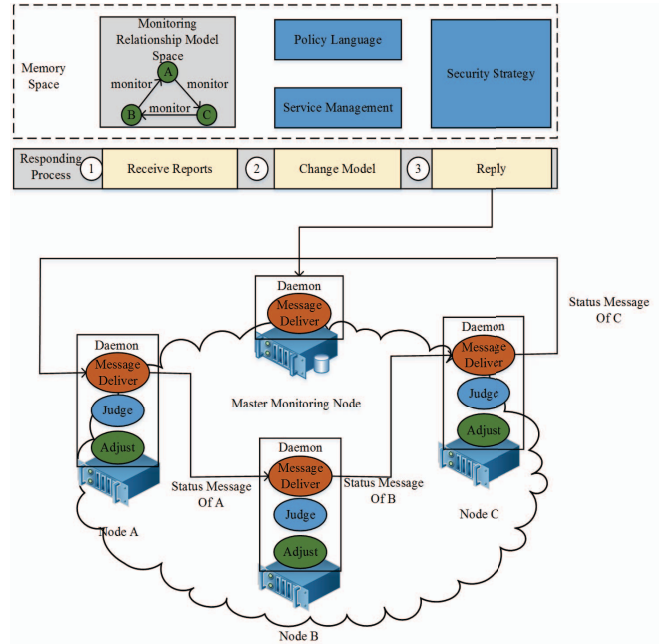 Monitoring
Relationship Model
Space
A
monitor
monitor
monitor
B
C
Memory
Space
Policy Language
Service Management
Security Strategy
Responding
Process
1
Receive Reports
2
Change Model
3
Reply
Daemon
Message
Deliver
Master Monitoring Node
Status Message
Of C
Daemon
Message
Deliver
Judge
Adjust
Node A
Status Message
Of A
Daemon
Message
Deliver
Judge
Adjust
Node B
Status Message
Of B
Daemon
Message
Deliver
Judge
Adjust
Node C